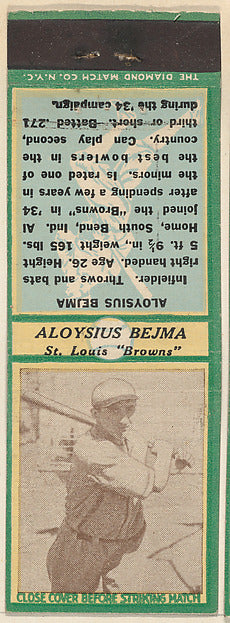 THE DIAMOND MATCH CO. N.Y.C.
ALOYSIUS BEJMA
Infielder. Throws and bats
right handed. Age 26. Height
5 ft. 9½ in., weight 165 lbs.
Home, South Bend, Ind. Al
joined the "Browns" in '34
after spending a few years in
the minors. Is rated one of
the best bowlers in the
country. Can play second,
third or short. Batted .271
during the '34 campaign.
ALOYSIUS BEJMA
St. Louis "Browns"
CLOSE COVER BEFORE STRIKING MATCH